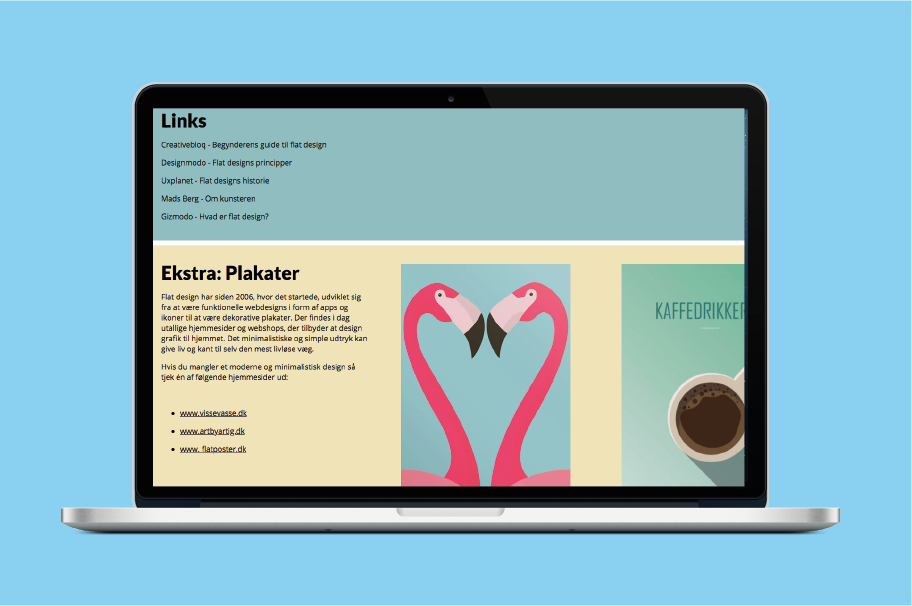 Links
Creativebloq - Begynderens guide til flat design
Designmodo - Flat designs principper
Uxplanet - Flat designs historie
Mads Berg - Om kunsteren
Gizmodo - Hvad er flat design?
Ekstra: Plakater
Flat design har siden 2006, hvor det startede, udviklet sig
fra at være funktionelle webdesigns i form af apps og
ikoner til at være dekorative plakater. Der findes i dag
utallige hjemmesider og webshops, der tilbyder at design
grafik til hjemmet. Det minimalistiske og simple udtryk kan
give liv og kant til selv den mest livløse væg.
Hvis du mangler et moderne og minimalistisk design så
tjek én af følgende hjemmesider ud:
www.vissevasse.dk
www.artbyartig.dk
www. flatposter.dk
KAFFEDRIKKER